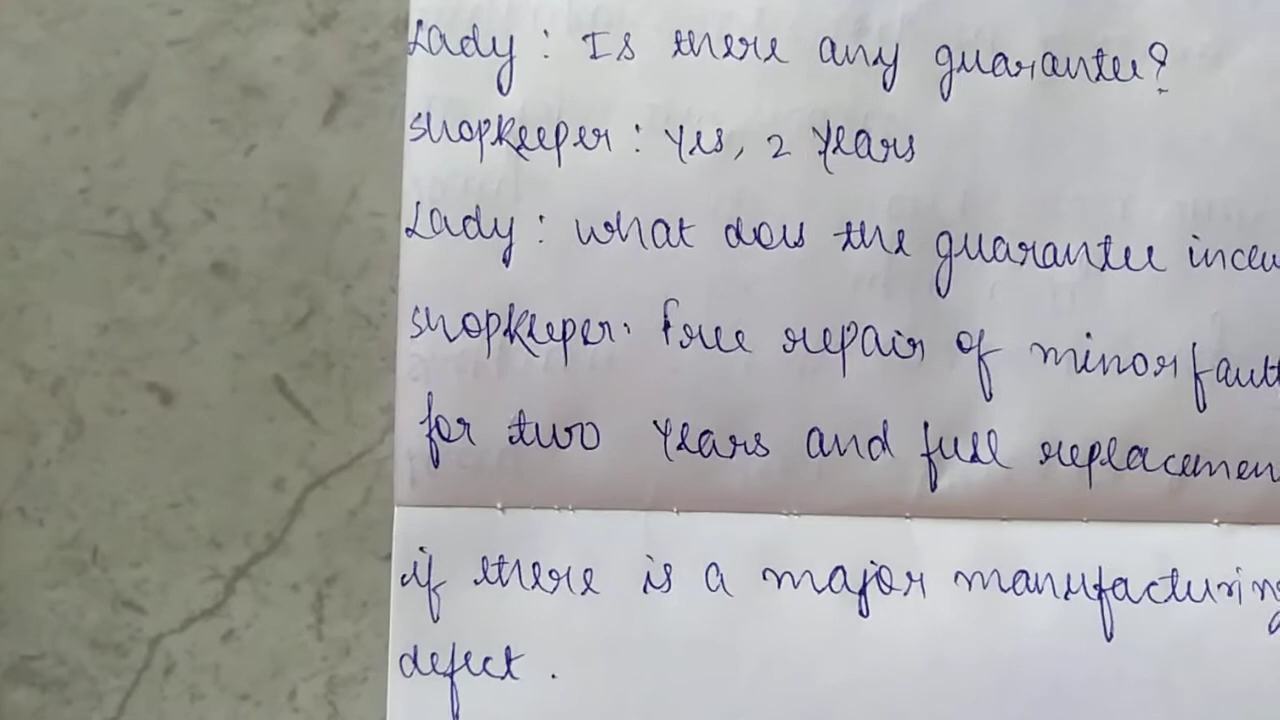 Lady : Is there any guarantee?
Shopkeeper : Yes, 2 Years
Lady : What does the guarantee
Shopkeeper : Free repair of minor
for two Years and full
if there is a major manufacturing
defect .